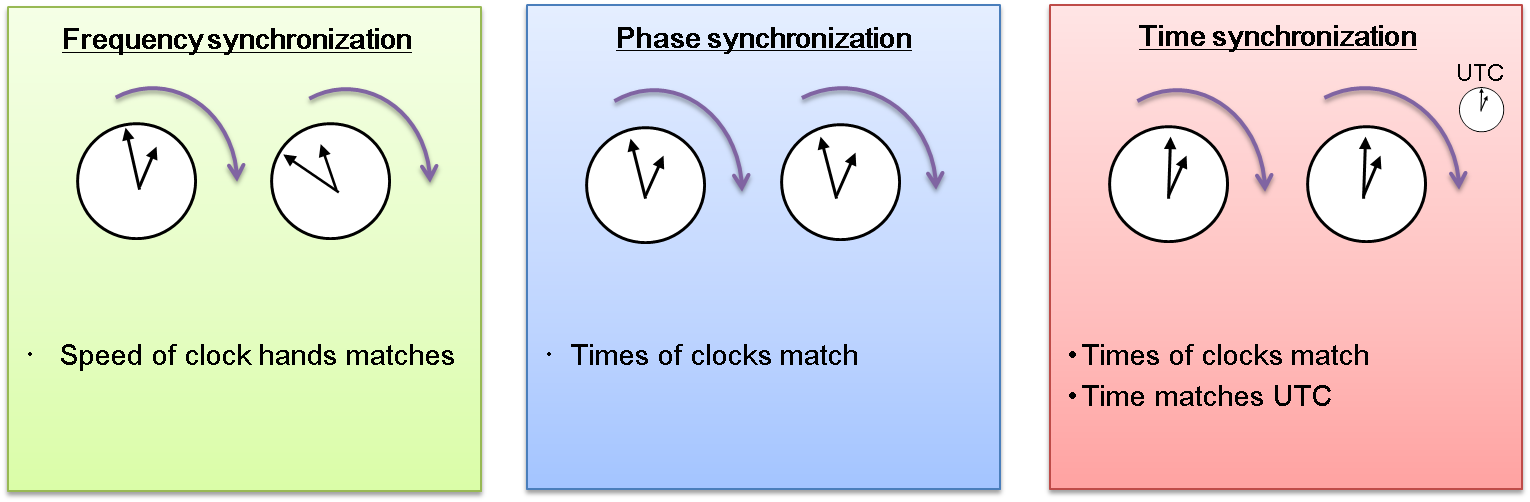 Frequency synchronization
・ Speed of clock hands matches
Phase synchronization
・ Times of clocks match
Time synchronization
UTC
• Times of clocks match
• Time matches UTC